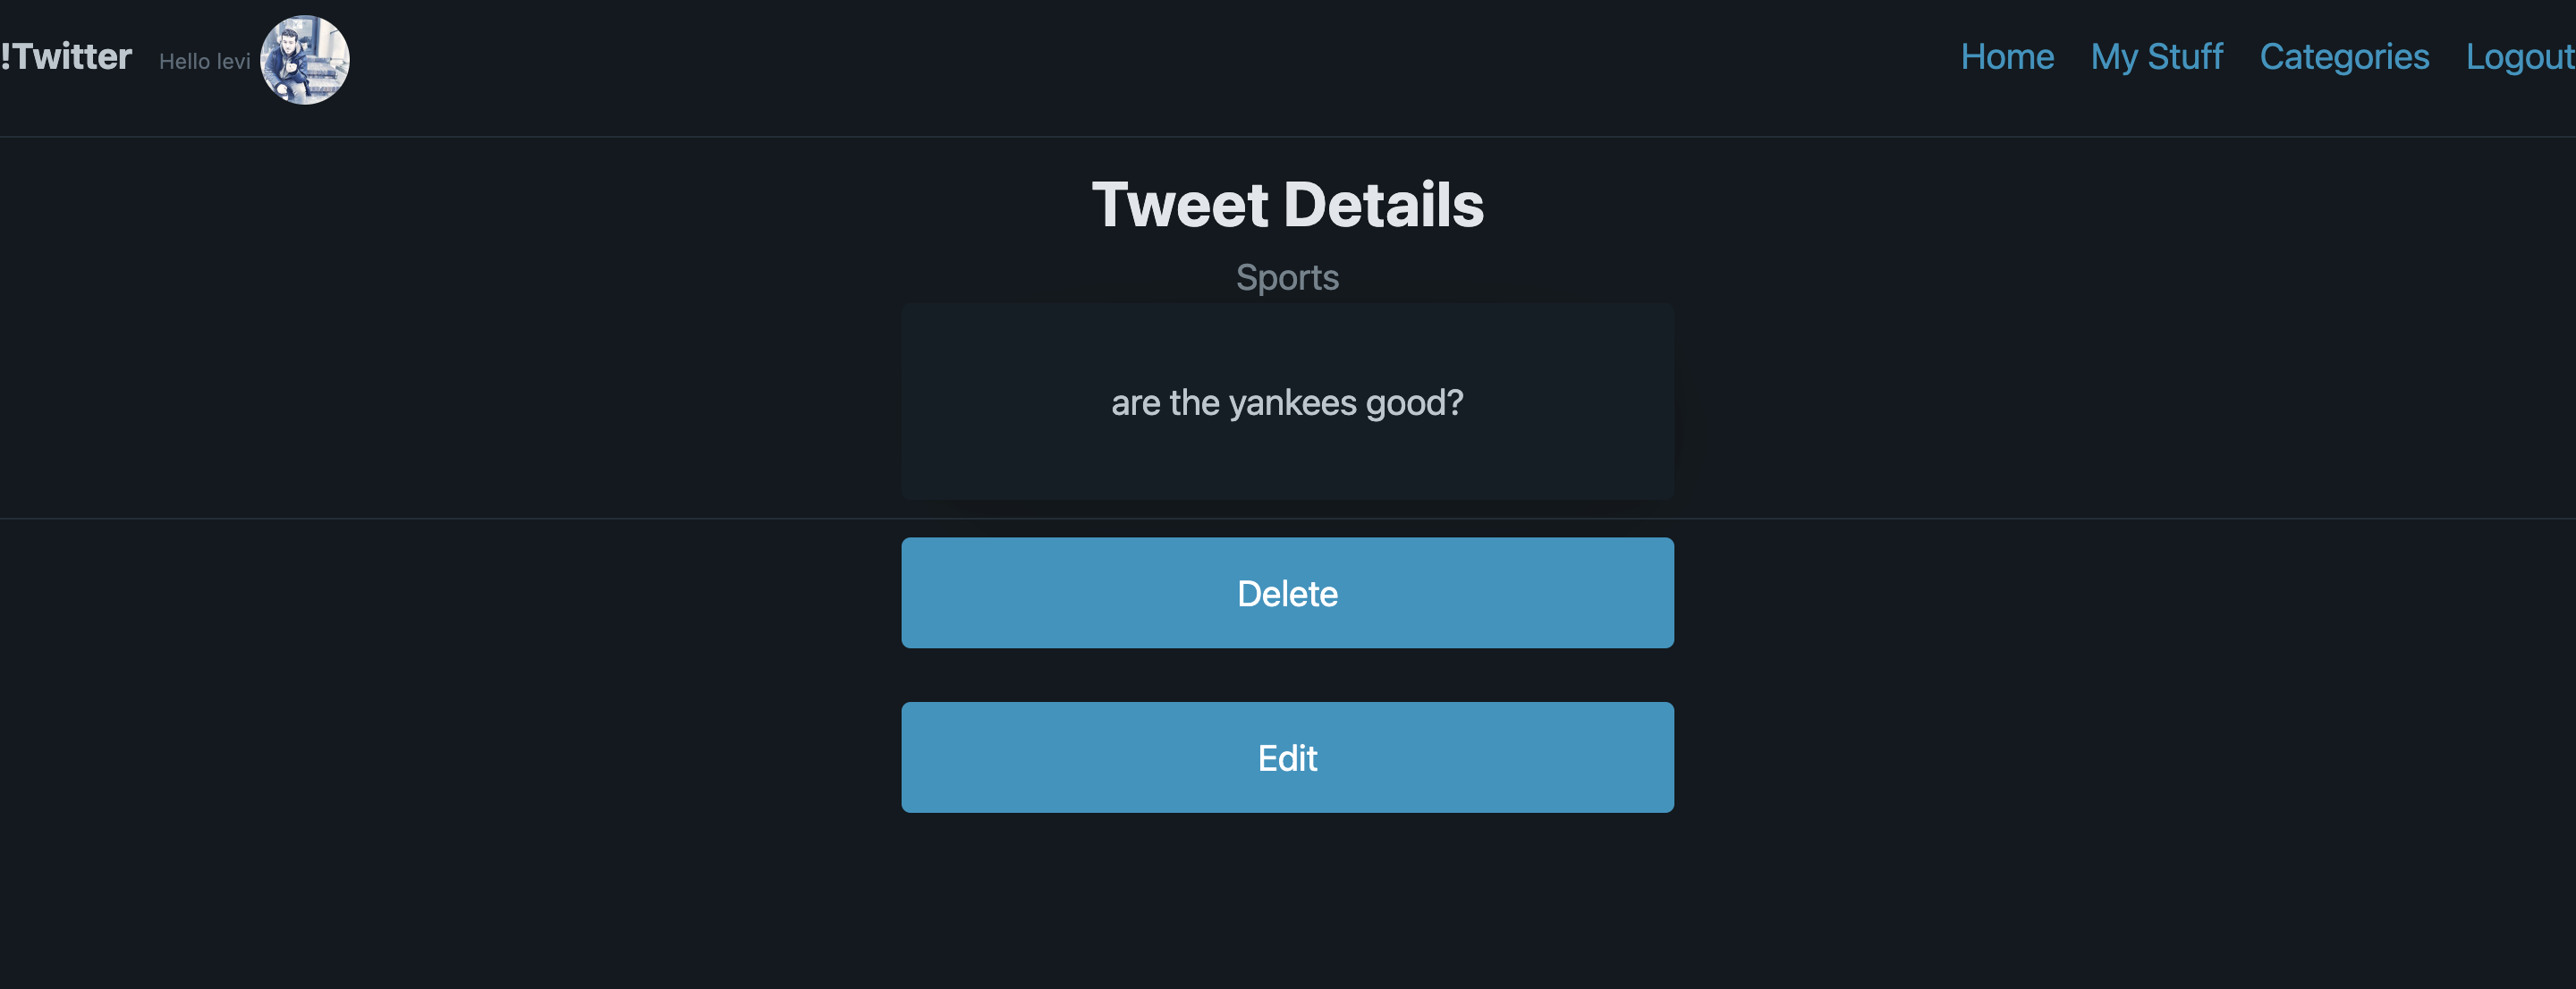 !Twitter Hello levi Home My Stuff Categories Logout
Tweet Details
Sports
are the yankees good?
Delete
Edit